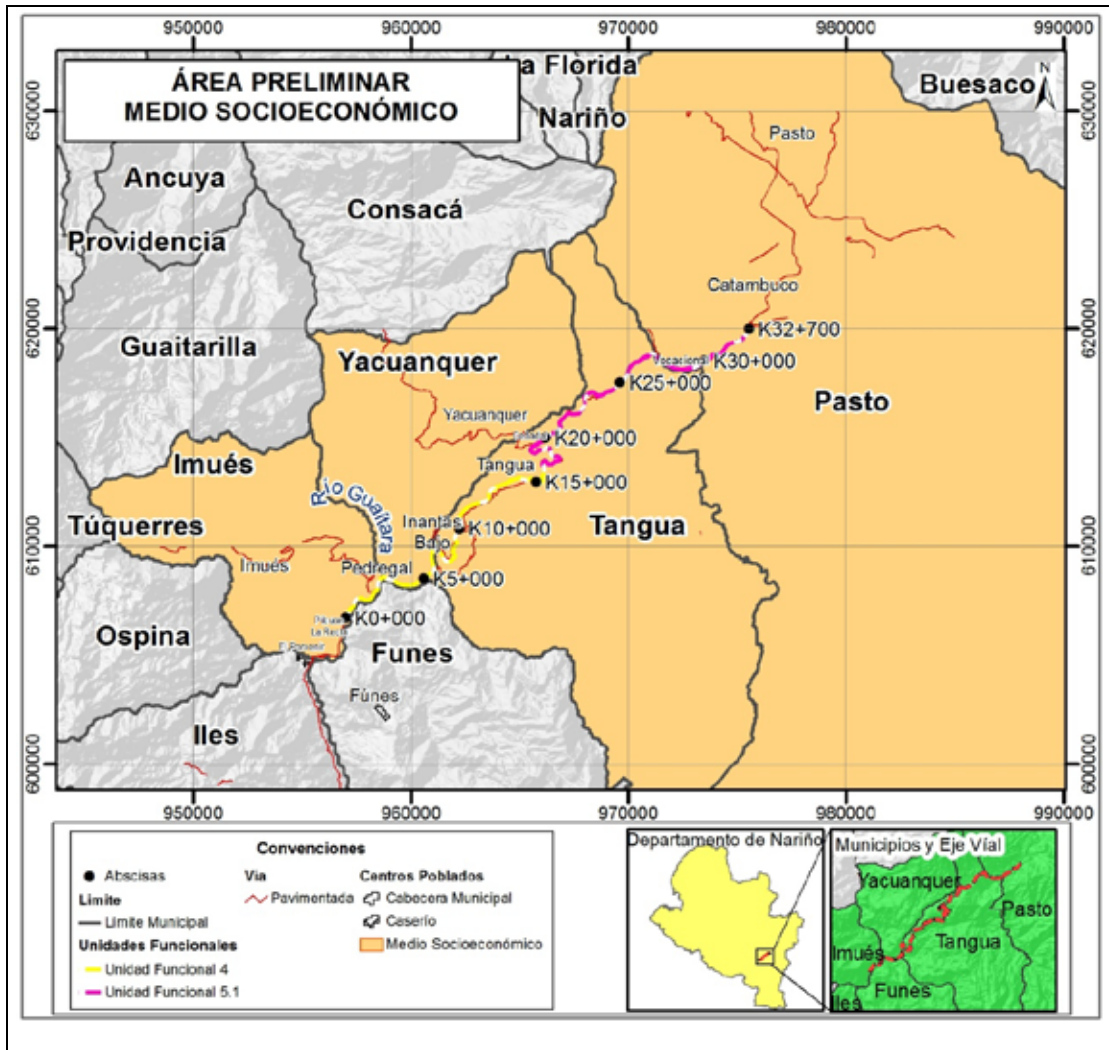 950000 960000 970000 980000 990000
ÁREA PRELIMINAR
MEDIO SOCIOECONÓMICO
La Florida
Nariño
Buesaco
N
630000
630000
Pasto
Ancuya
Consacá
Providencia
Catambuco
620000
620000
K32+700
Guaitarilla
Yacuanquer
K30+000
K25+000
Pasto
Yacuanquer
K20+000
Imués
Tangua
K15+000
Río Guáitara
Túquerres
Inantás
Bajo
K10+000
Tangua
610000
610000
Imués
Pedregal
K5+000
K0+000
Ospina
Funes
Fúnes
Iles
600000
600000
950000 960000 970000 980000 990000
Convenciones
Abscisas
Límite
Límite Municipal
Unidades Funcionales
Unidad Funcional 4
Unidad Funcional 5.1
Vía
Pavimentada
Centros Poblados
Cabecera Municipal
Caserío
Medio Socioeconómico
Departamento de Nariño
Municipios y Eje Víal
Yacuanquer
Pasto
Tangua
Imués
Funes
Iles